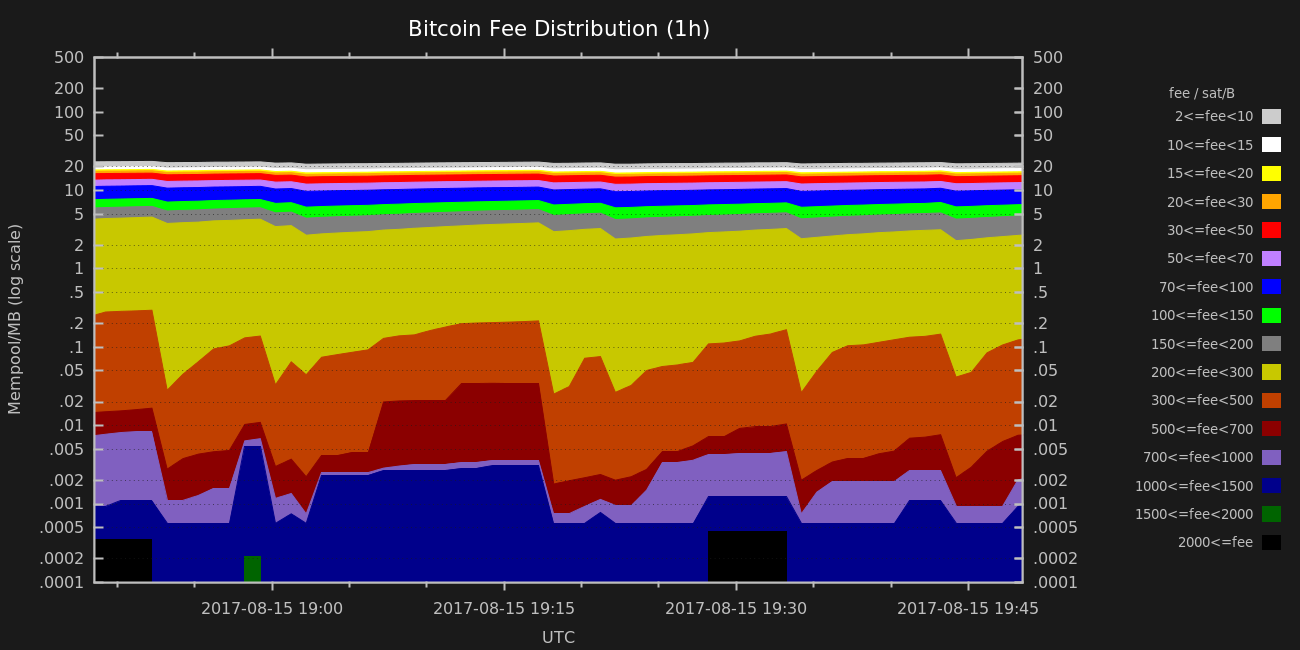 Bitcoin Fee Distribution (1h)
Mempool/MB (log scale)
500
200
100
50
20
10
5
2
1
.5
.2
.1
.05
.02
.01
.005
.002
.001
.0005
.0002
.0001
500
200
100
50
20
10
5
2
1
.5
.2
.1
.05
.02
.01
.005
.002
.001
.0005
.0002
.0001
2017-08-15 19:00 2017-08-15 19:15 2017-08-15 19:30 2017-08-15 19:45
UTC
fee / sat/B
2<=fee<10
10<=fee<15
15<=fee<20
20<=fee<30
30<=fee<50
50<=fee<70
70<=fee<100
100<=fee<150
150<=fee<200
200<=fee<300
300<=fee<500
500<=fee<700
700<=fee<1000
1000<=fee<1500
1500<=fee<2000
2000<=fee